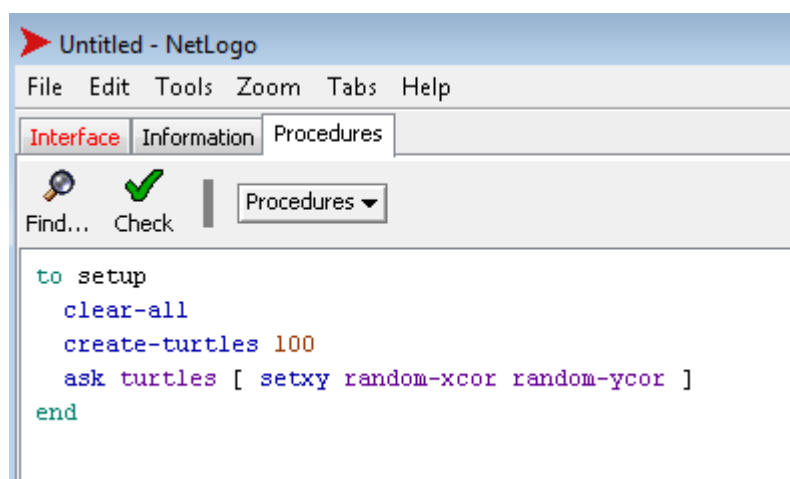 Untitled - NetLogo
File Edit Tools Zoom Tabs Help
Interface Information Procedures
Find... Check Procedures
to setup
clear-all
create-turtles 100
ask turtles [ setxy random-xcor random-ycor ]
end